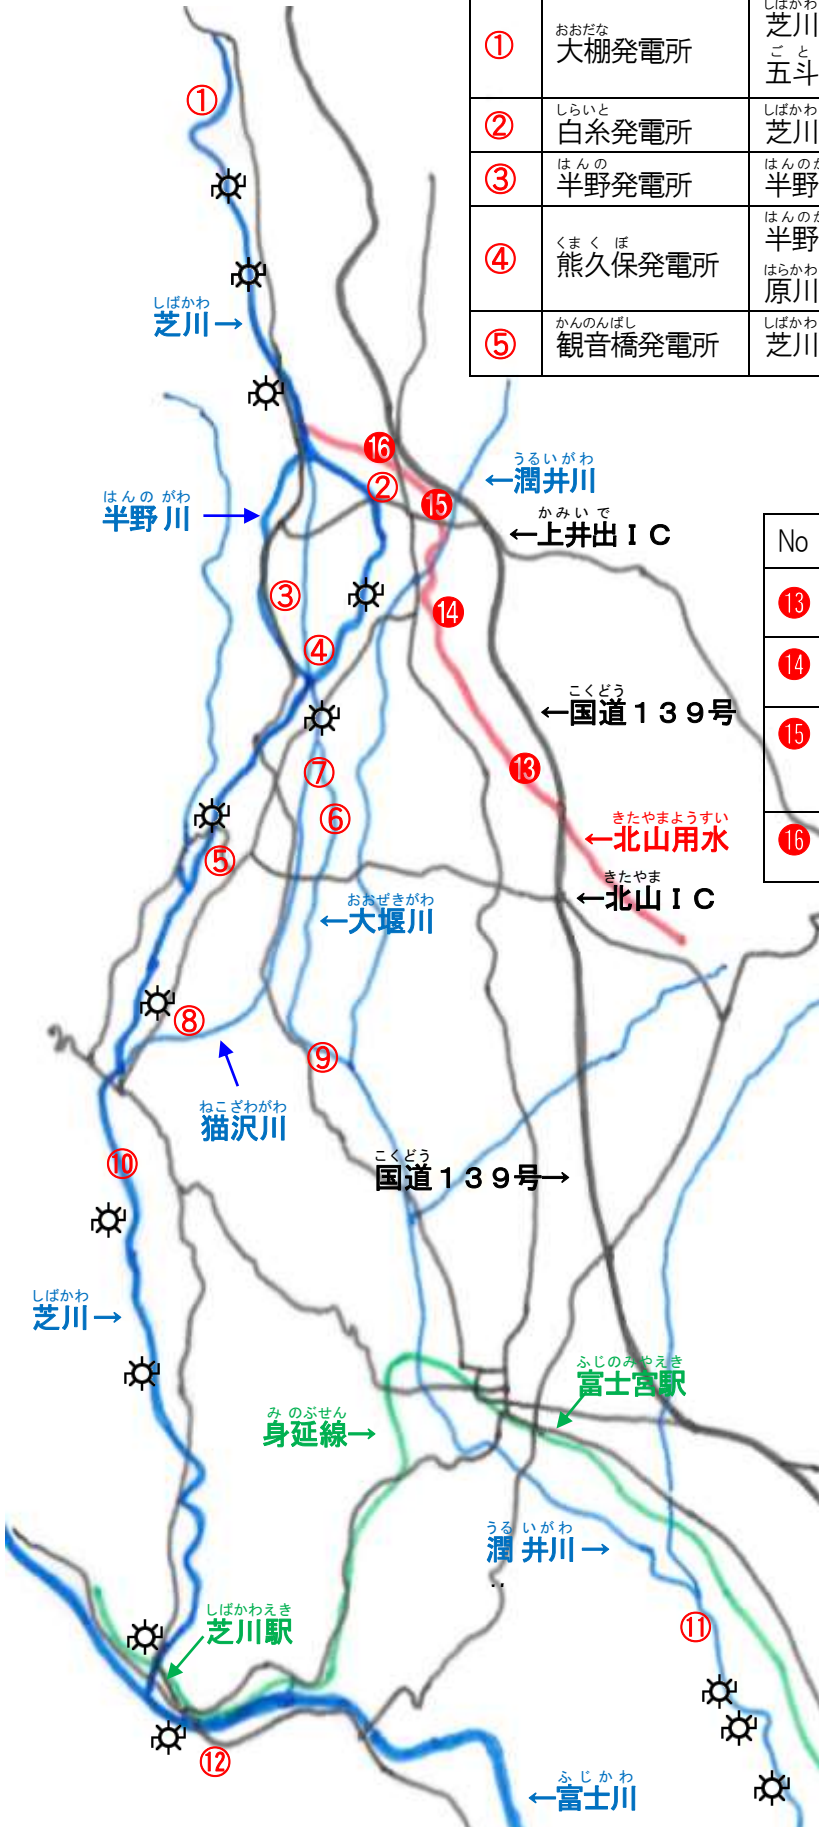 ①
おおだな
大棚発電所
しばかわ
芝川
ごと
五斗
②
しらいと
白糸発電所
しばかわ
芝川
③
はんの
半野発電所
はんのが
半野
④
くまくぼ
熊久保発電所
はんのが
半野
はらかわ
原川
⑤
かんのんばし
観音橋発電所
しばかわ
芝川
①
しばかわ
芝川→
⓰
②
⓯
うるいがわ
←潤井川
はんの がわ
半野川
かみいで
←上井出ＩＣ
No
③
⓭
⓮
④
⓮
こくどう
←国道１３９号
⓯
⑦
⓭
⑥
きたやまようすい
←北山用水
⓰
⑤
きたやま
←北山ＩＣ
おおぜきがわ
←大堰川
⑧
⑨
ねこざわがわ
猫沢川
⑩
こくどう
国道１３９号→
しばかわ
芝川→
ふじのみやえき
富士宮駅
みのぶせん
身延線→
うるいがわ
潤井川→
しばかわえき
芝川駅
⑪
⑫
ふじかわ
←富士川